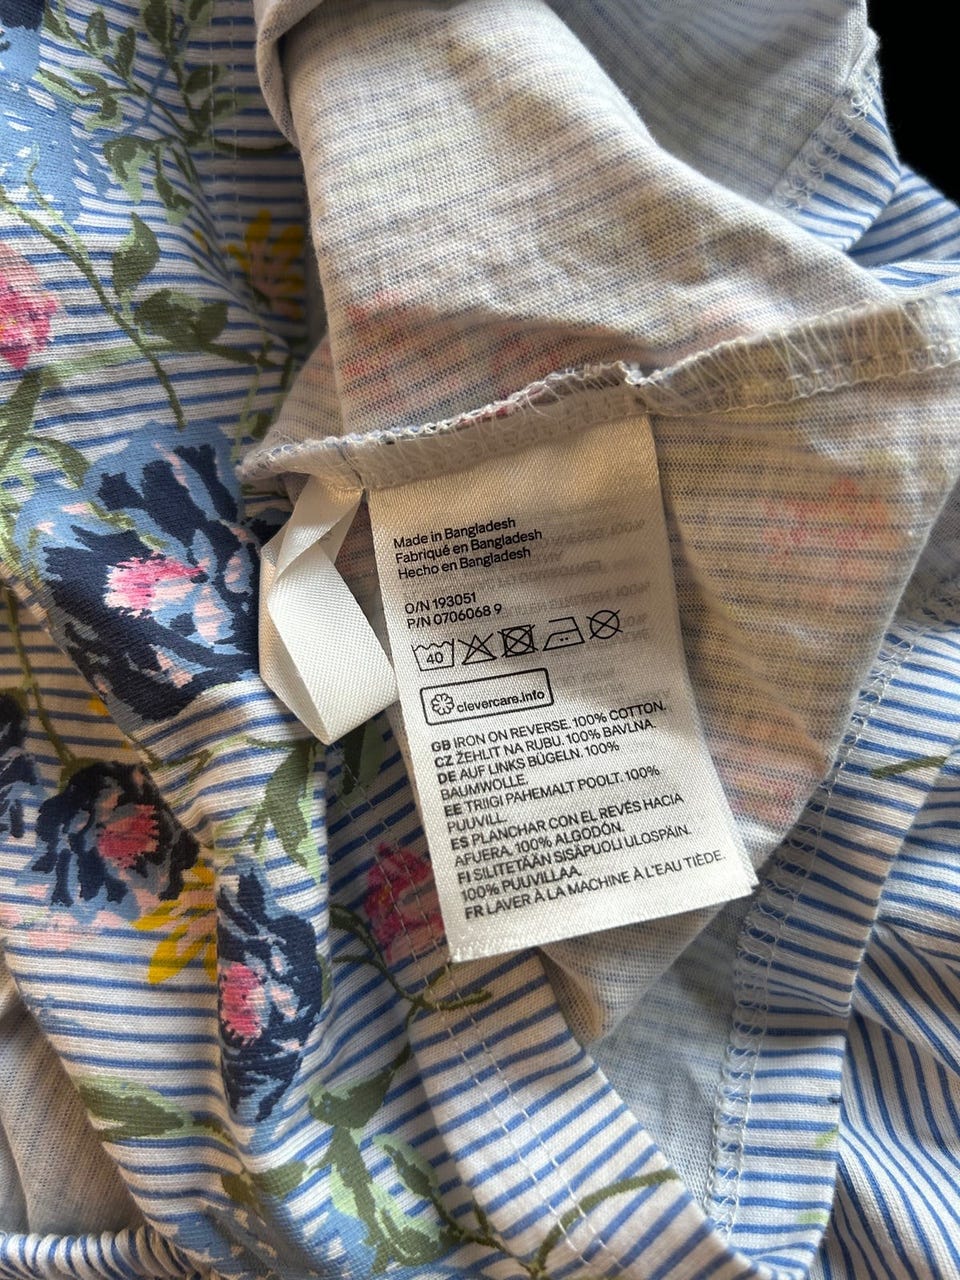 Made in Bangladesh
Fabriqué en Bangladesh
Hecho en Bangladesh
O/N 193051
P/N 0706068 9
40
clevercare.info
GB IRON ON REVERSE. 100% COTTON.
CZ ŽEHLIT NA RUBU. 100% BAVLNA.
DE AUF LINKS BÜGELN. 100%
BAUMWOLLE.
EE TRIIGI PAHEMALT POOLT. 100%
PUUVILL.
ES PLANCHAR CON EL REVÉS HACIA
AFUERA. 100% ALGODÓN.
FI SILITETÄÄN SISÄPUOLI ULOSPÄIN.
100% PUUVILLAA.
FR LAVER À LA MACHINE À L'EAU TIÈDE.